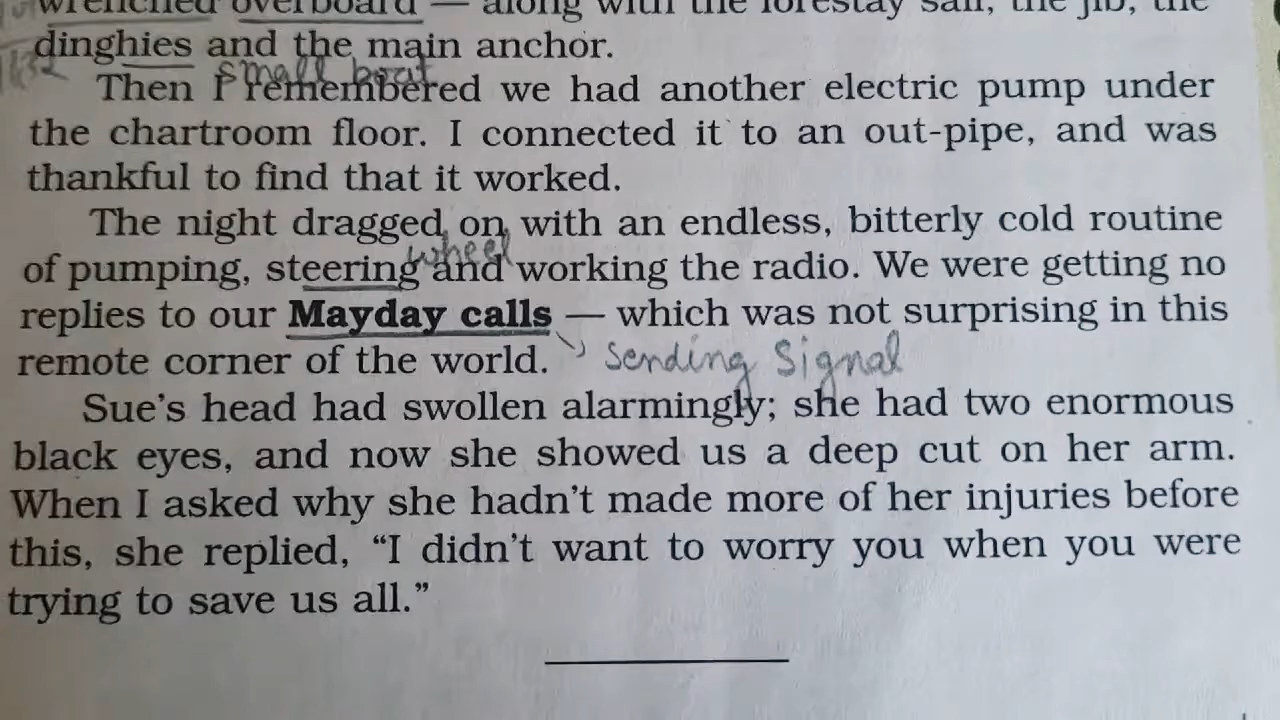 wrenched overboard — along with the forestay sail, the jib, the
dinghies and the main anchor.
small boat
Then I remembered we had another electric pump under
the chartroom floor. I connected it to an out-pipe, and was
thankful to find that it worked.
The night dragged on with an endless, bitterly cold routine
wheel
of pumping, steering and working the radio. We were getting no
replies to our Mayday calls — which was not surprising in this
remote corner of the world.
sending Signal
Sue's head had swollen alarmingly; she had two enormous
black eyes, and now she showed us a deep cut on her arm.
When I asked why she hadn't made more of her injuries before
this, she replied, “I didn't want to worry you when you were
trying to save us all.”